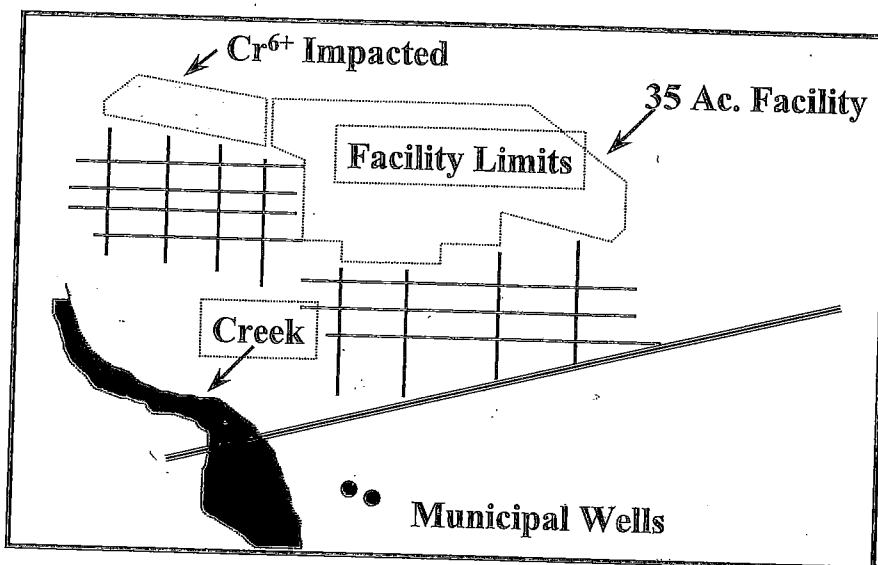 Cr⁶⁺ Impacted
35 Ac. Facility
Facility Limits
Creek
Municipal Wells